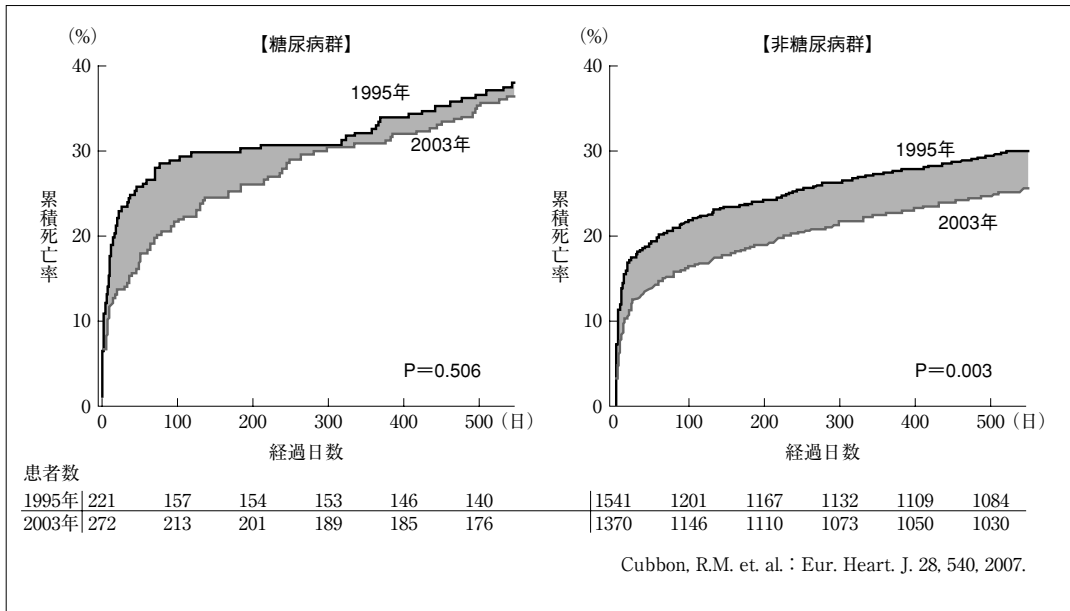 【糖尿病群】
(%)
40
30
20
10
0
累積死亡率
1995年
2003年
P＝0.506
0 100 200 300 400 500（日）
経過日数
【非糖尿病群】
(%)
40
30
20
10
0
累積死亡率
1995年
2003年
P＝0.003
0 100 200 300 400 500（日）
経過日数
患者数
1995年 221 157 154 153 146 140 1541 1201 1167 1132 1109 1084
2003年 272 213 201 189 185 176 1370 1146 1110 1073 1050 1030
Cubbon, R.M. et. al.：Eur. Heart. J. 28, 540, 2007.